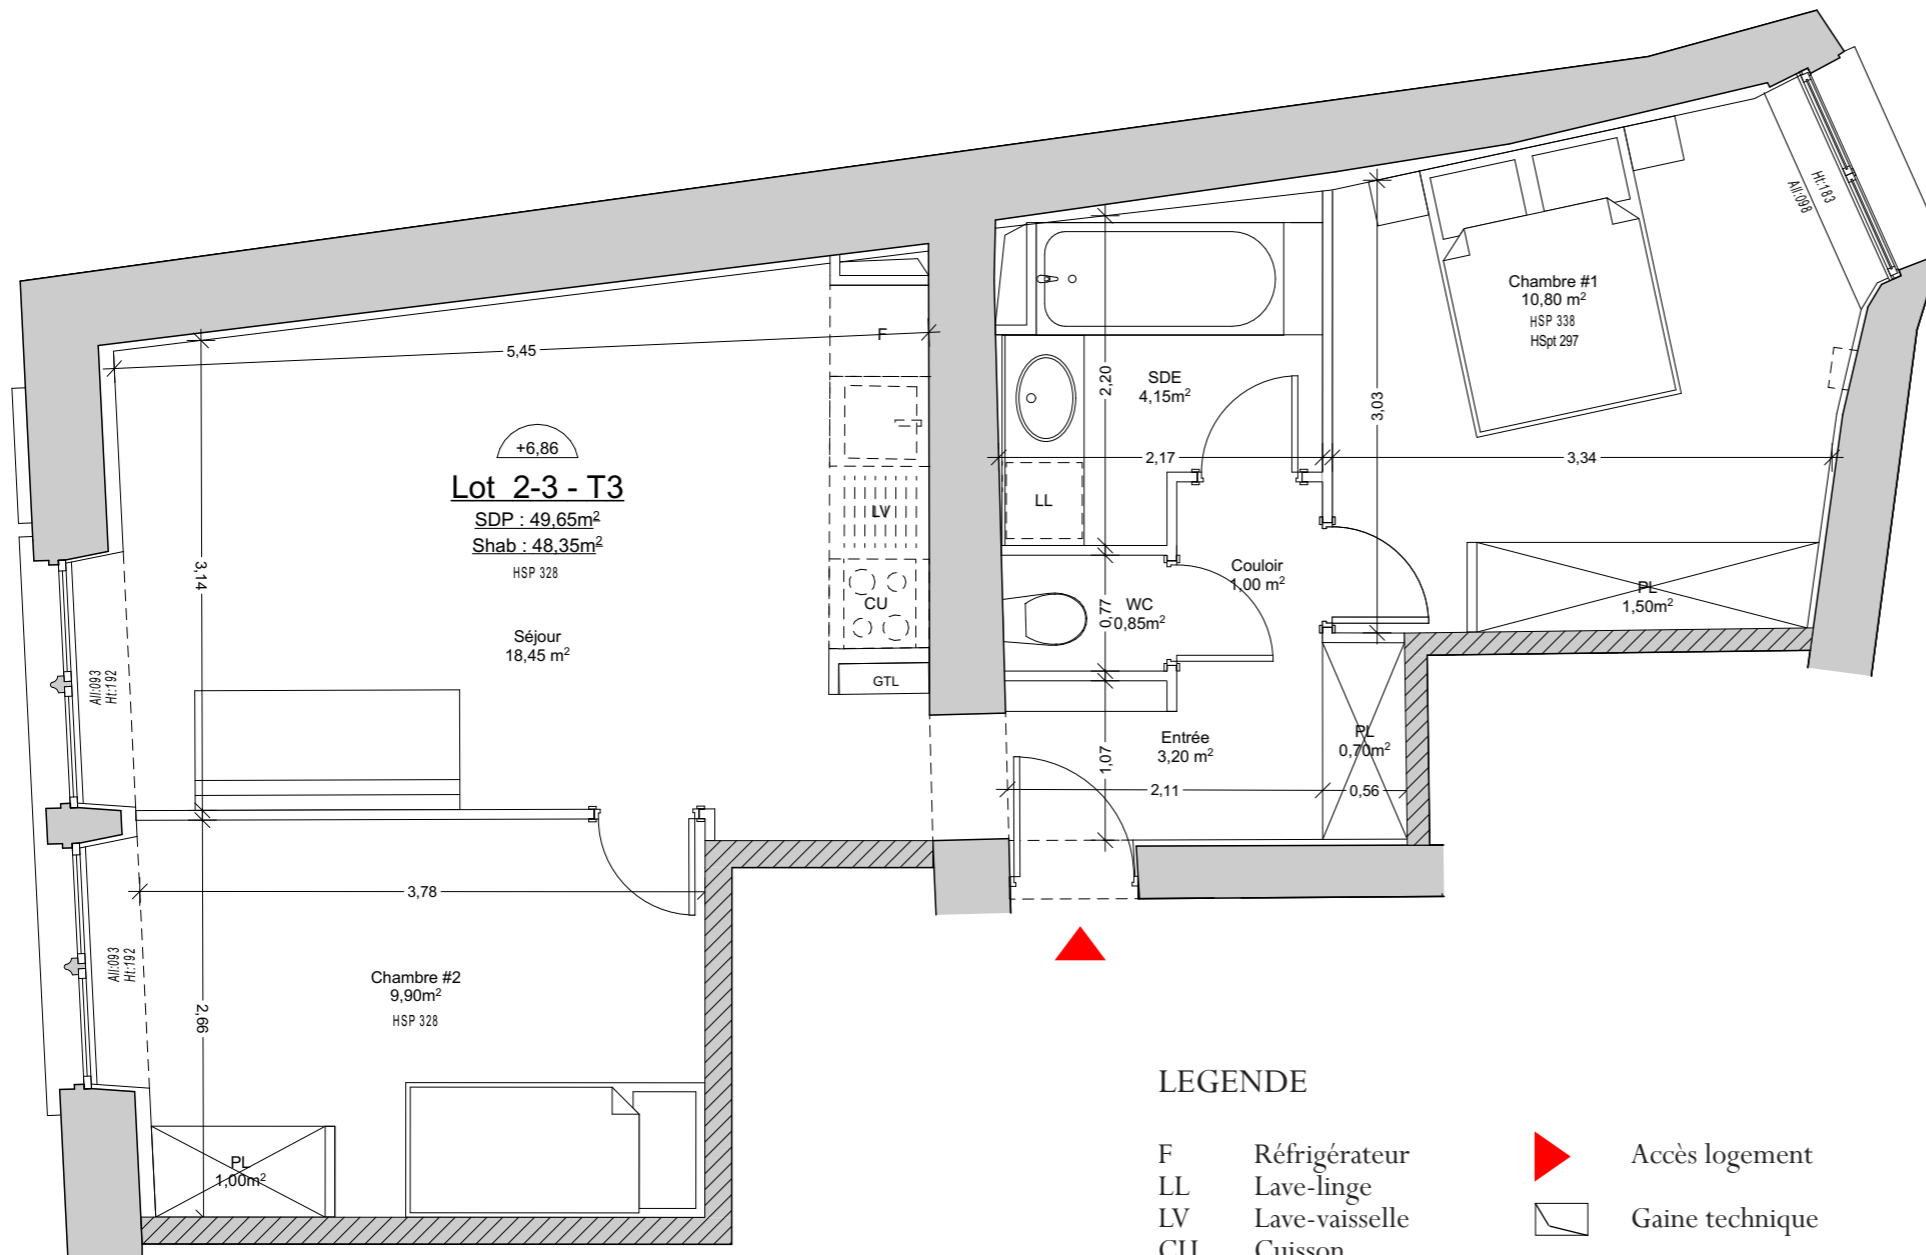 Ht:183
All:098
Chambre #1
10,80 m²
HSP 338
HSpt 297
F
5,45
SDE
4,15m²
2,20
3,03
+6,86
2,17
3,34
Lot 2-3 - T3
SDP : 49,65m²
Shab : 48,35m²
HSP 328
LV
LL
3,14
Couloir
1,00 m²
CU
WC
0,85m²
0,77
PL
1,50m²
Séjour
18,45 m²
All:093
Ht:192
GTL
Entrée
3,20 m²
PL
0,70m²
1,07
2,11
0,56
3,78
All:093
Ht:192
Chambre #2
9,90m²
HSP 328
2,66
PL
1,00m²
LEGENDE
F Réfrigérateur
Accès logement
LL Lave-linge
LV Lave-vaisselle
Gaine technique
CU Cuisson